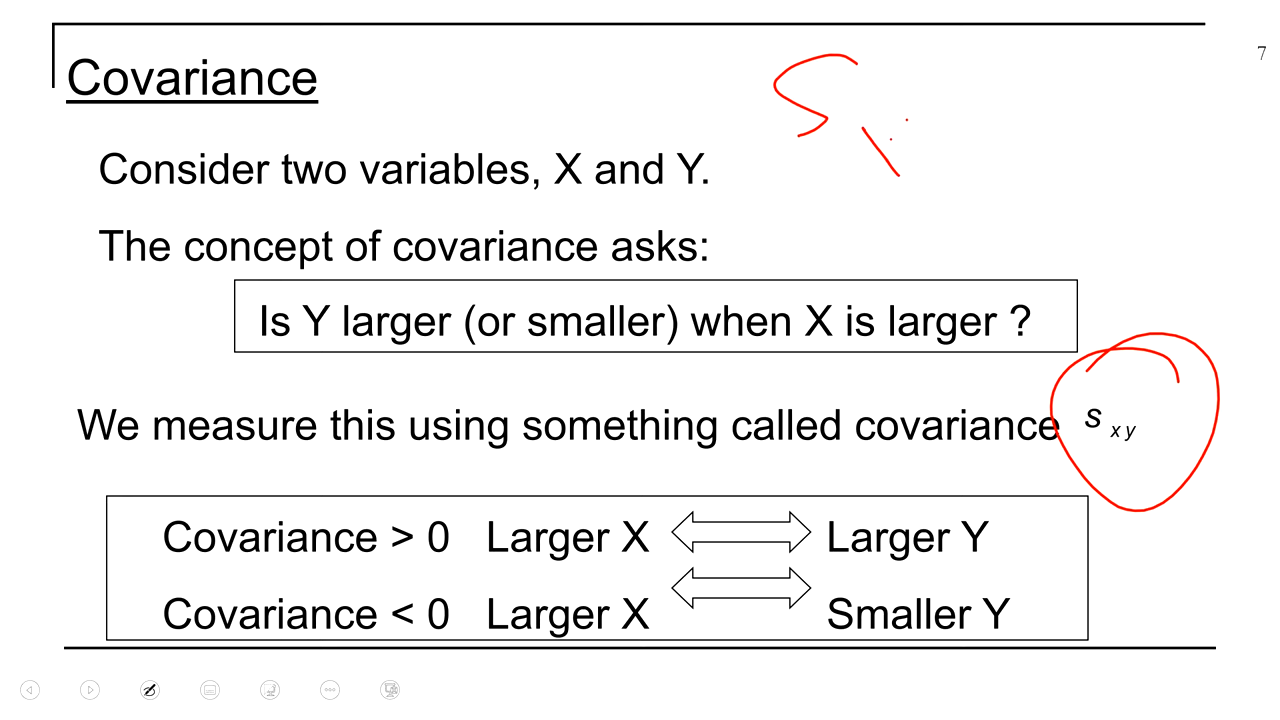 7
Covariance
S
Consider two variables, X and Y.
The concept of covariance asks:
Is Y larger (or smaller) when X is larger ?
We measure this using something called covariance s x y
Covariance > 0 Larger X Larger Y
Covariance < 0 Larger X Smaller Y